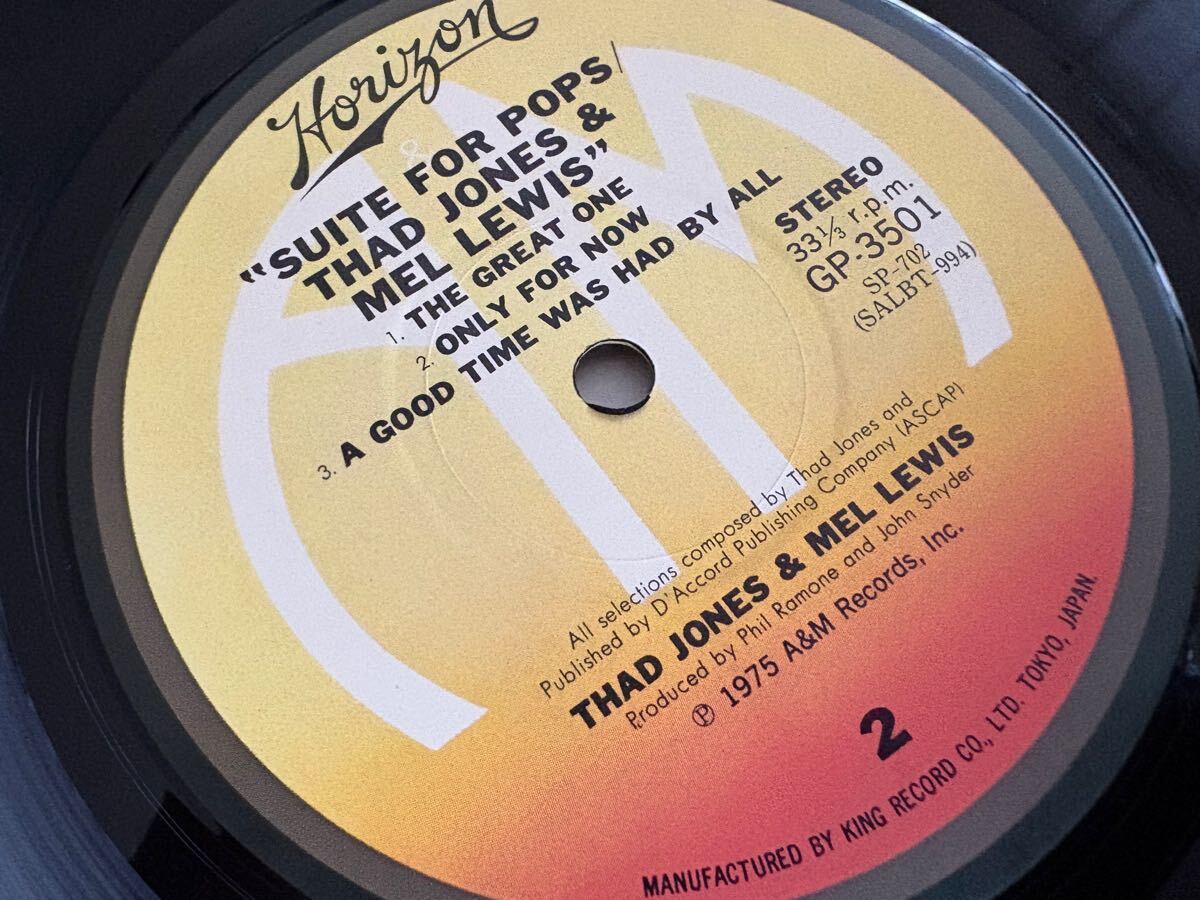 Horizon
"SUITE FOR POPS/
THAD JONES &
MEL LEWIS"
1. THE GREAT ONE
2. ONLY FOR NOW
3. A GOOD TIME WAS HAD BY ALL
STEREO
33 1/3 r.p.m.
GP-3501
SP-702
(SALBT-994)
All selections composed by Thad Jones and
Published by D'Accord Publishing Company (ASCAP)
THAD JONES & MEL LEWIS
Produced by Phil Ramone and John Snyder
℗ 1975 A&M Records, Inc.
2
MANUFACTURED BY KING RECORD CO., LTD. TOKYO, JAPAN.